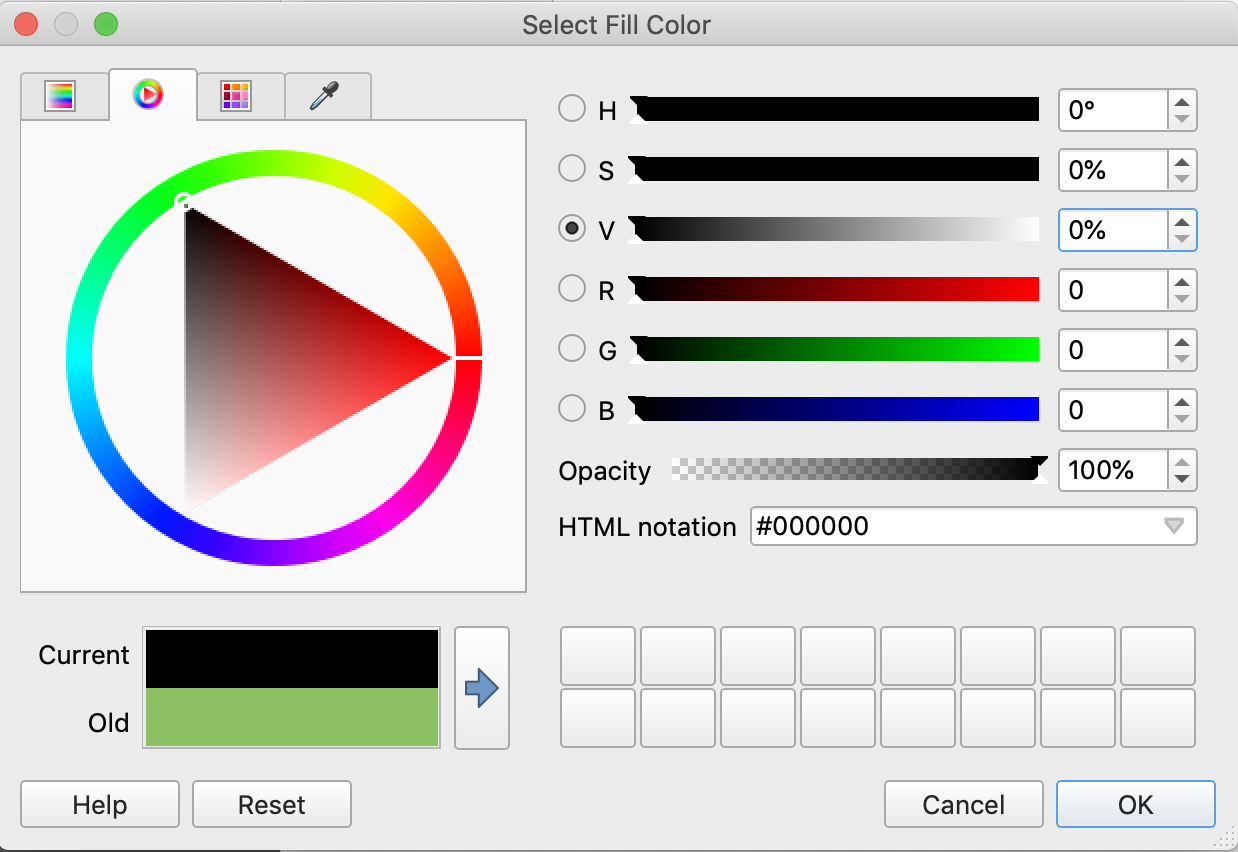 Select Fill Color
H 0°
S 0%
V 0%
R 0
G 0
B 0
Opacity 100%
HTML notation #000000
Current
Old
Help Reset Cancel OK